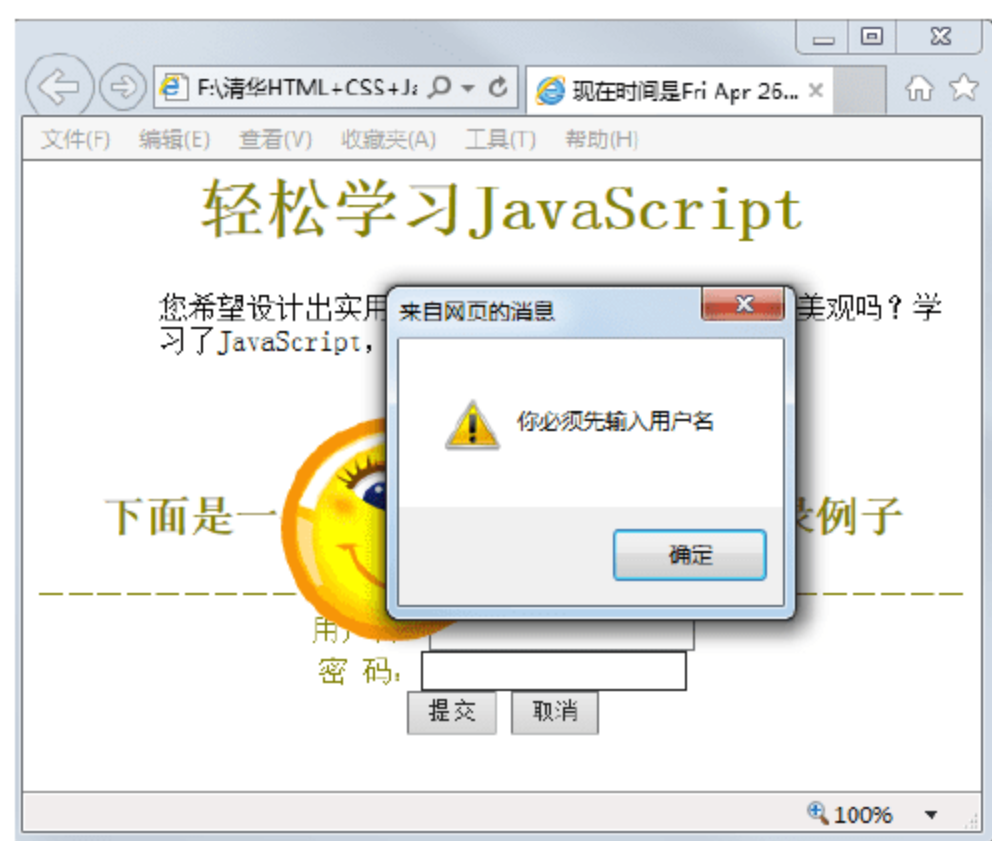 F:\清华HTML+CSS+Ja
现在时间是Fri Apr 26...
文件(F) 编辑(E) 查看(V) 收藏夹(A) 工具(T) 帮助(H)
轻松学习JavaScript
您希望设计出实用 美观吗？学
习了JavaScript，
来自网页的消息
你必须先输入用户名
确定
下面是一 录例子
用户
密 码：
提交 取消
100%